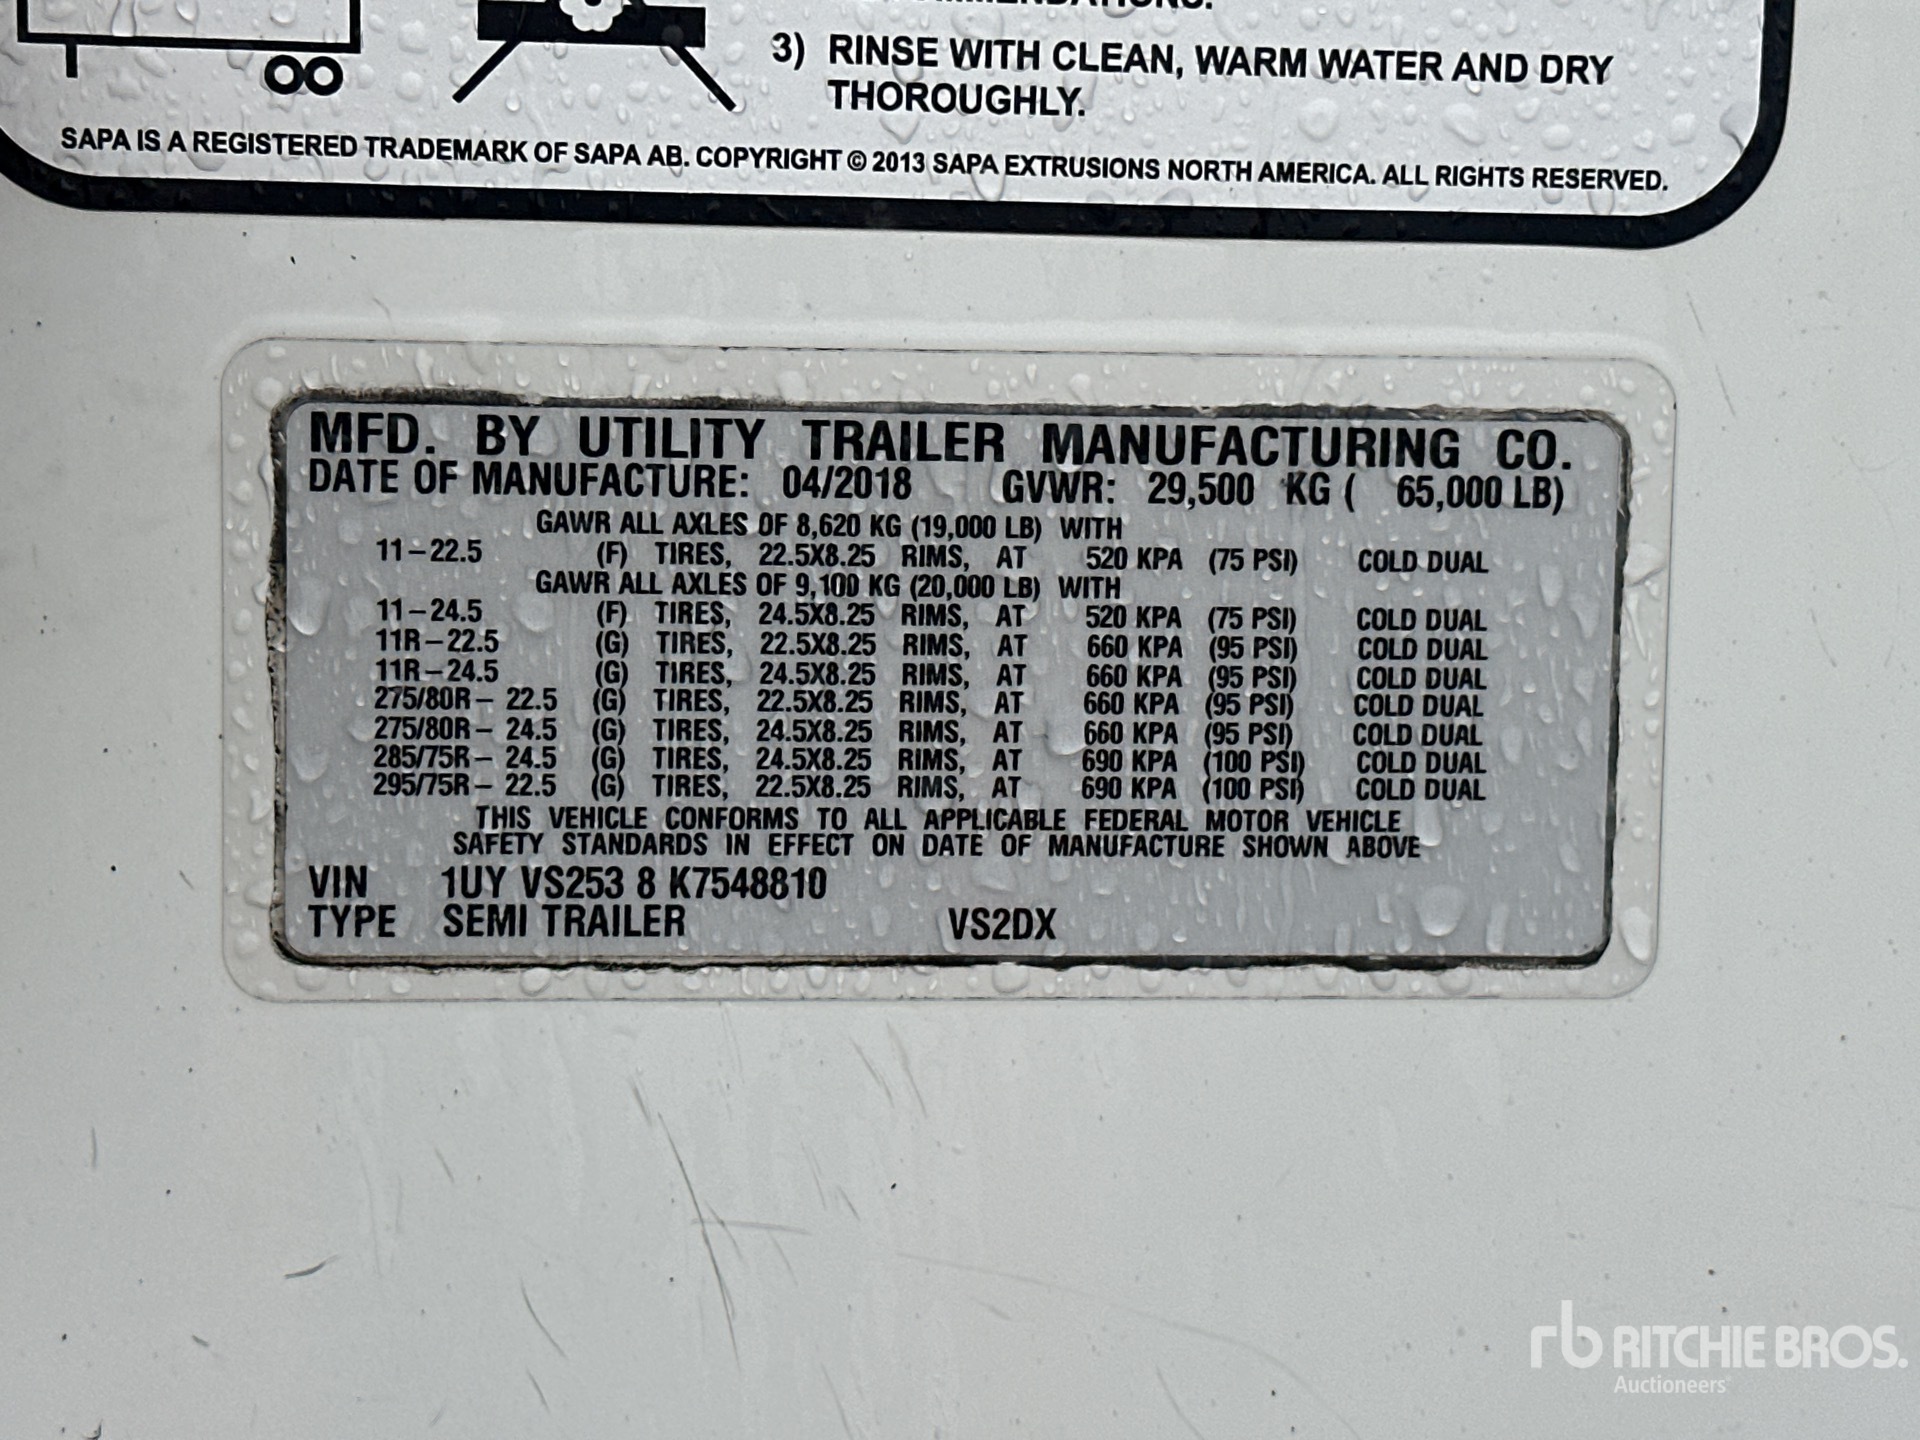 3) RINSE WITH CLEAN, WARM WATER AND DRY
THOROUGHLY.
SAPA IS A REGISTERED TRADEMARK OF SAPA AB. COPYRIGHT © 2013 SAPA EXTRUSIONS NORTH AMERICA. ALL RIGHTS RESERVED.
MFD. BY UTILITY TRAILER MANUFACTURING CO.
DATE OF MANUFACTURE: 04/2018 GVWR: 29,500 KG ( 65,000 LB)
GAWR ALL AXLES OF 8,620 KG (19,000 LB) WITH
11-22.5 (F) TIRES, 22.5X8.25 RIMS, AT 520 KPA (75 PSI) COLD DUAL
GAWR ALL AXLES OF 9,100 KG (20,000 LB) WITH
11-24.5 (F) TIRES, 24.5X8.25 RIMS, AT 520 KPA (75 PSI) COLD DUAL
11R-22.5 (G) TIRES, 22.5X8.25 RIMS, AT 660 KPA (95 PSI) COLD DUAL
11R-24.5 (G) TIRES, 24.5X8.25 RIMS, AT 660 KPA (95 PSI) COLD DUAL
275/80R- 22.5 (G) TIRES, 22.5X8.25 RIMS, AT 660 KPA (95 PSI) COLD DUAL
275/80R- 24.5 (G) TIRES, 24.5X8.25 RIMS, AT 660 KPA (95 PSI) COLD DUAL
285/75R- 24.5 (G) TIRES, 24.5X8.25 RIMS, AT 690 KPA (100 PSI) COLD DUAL
295/75R- 22.5 (G) TIRES, 22.5X8.25 RIMS, AT 690 KPA (100 PSI) COLD DUAL
THIS VEHICLE CONFORMS TO ALL APPLICABLE FEDERAL MOTOR VEHICLE
SAFETY STANDARDS IN EFFECT ON DATE OF MANUFACTURE SHOWN ABOVE
VIN 1UY VS253 8 K7548810
TYPE SEMI TRAILER VS2DX
rb RITCHIE BROS.
Auctioneers